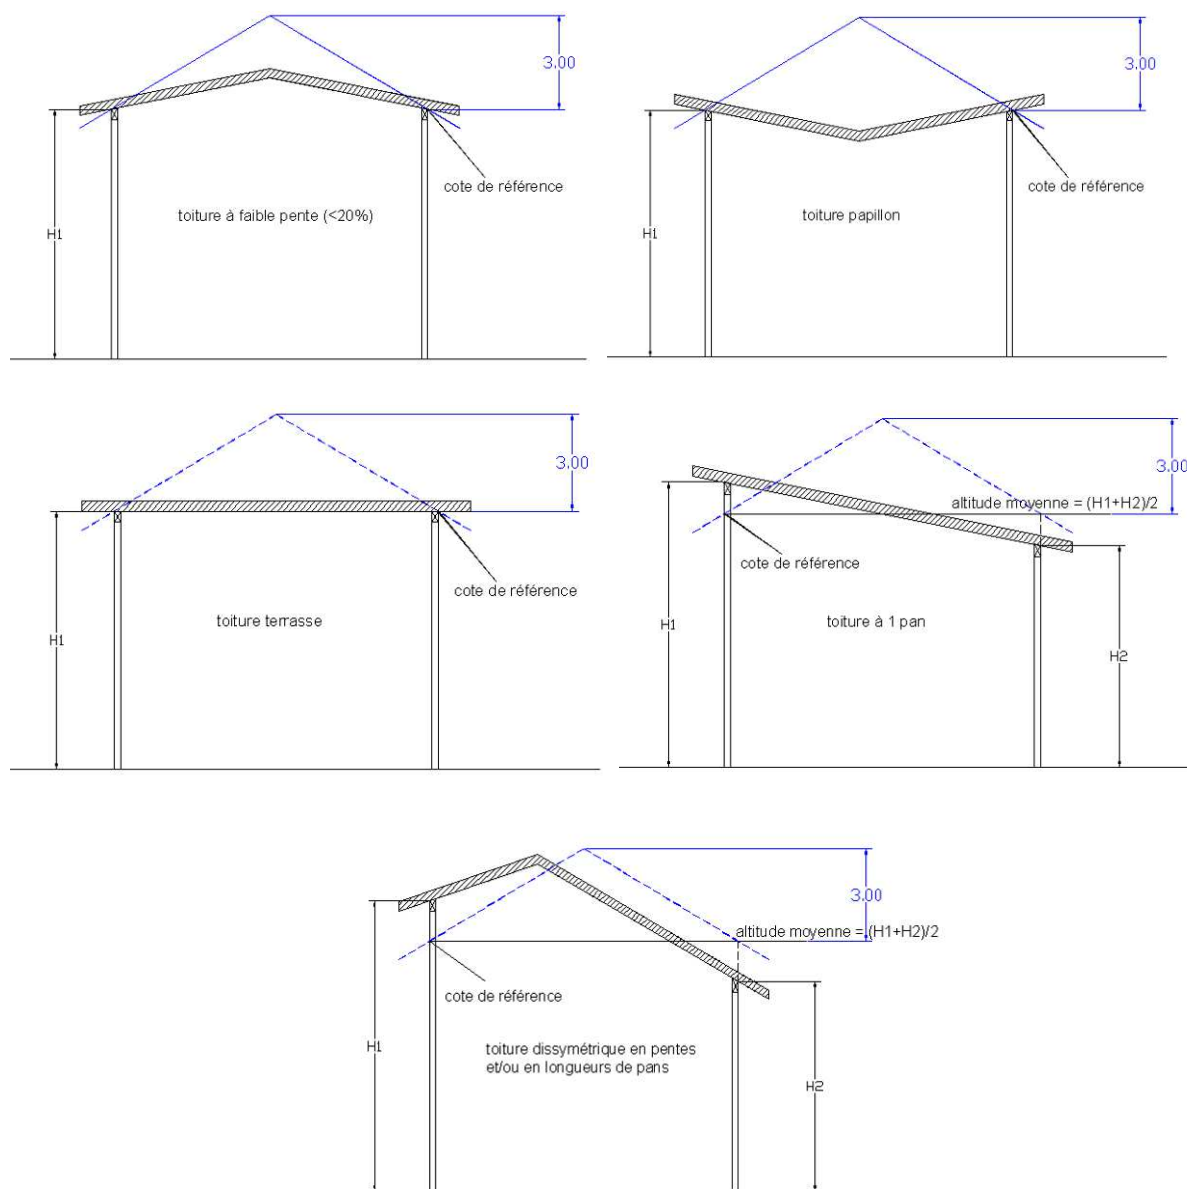 3.00
cote de référence
toiture à faible pente (<20%)
H1
3.00
cote de référence
toiture papillon
H1
3.00
cote de référence
toiture terrasse
H1
3.00
altitude moyenne = (H1+H2)/2
cote de référence
toiture à 1 pan
H1
H2
3.00
altitude moyenne = (H1+H2)/2
cote de référence
toiture dissymétrique en pentes
et/ou en longueurs de pans
H1
H2